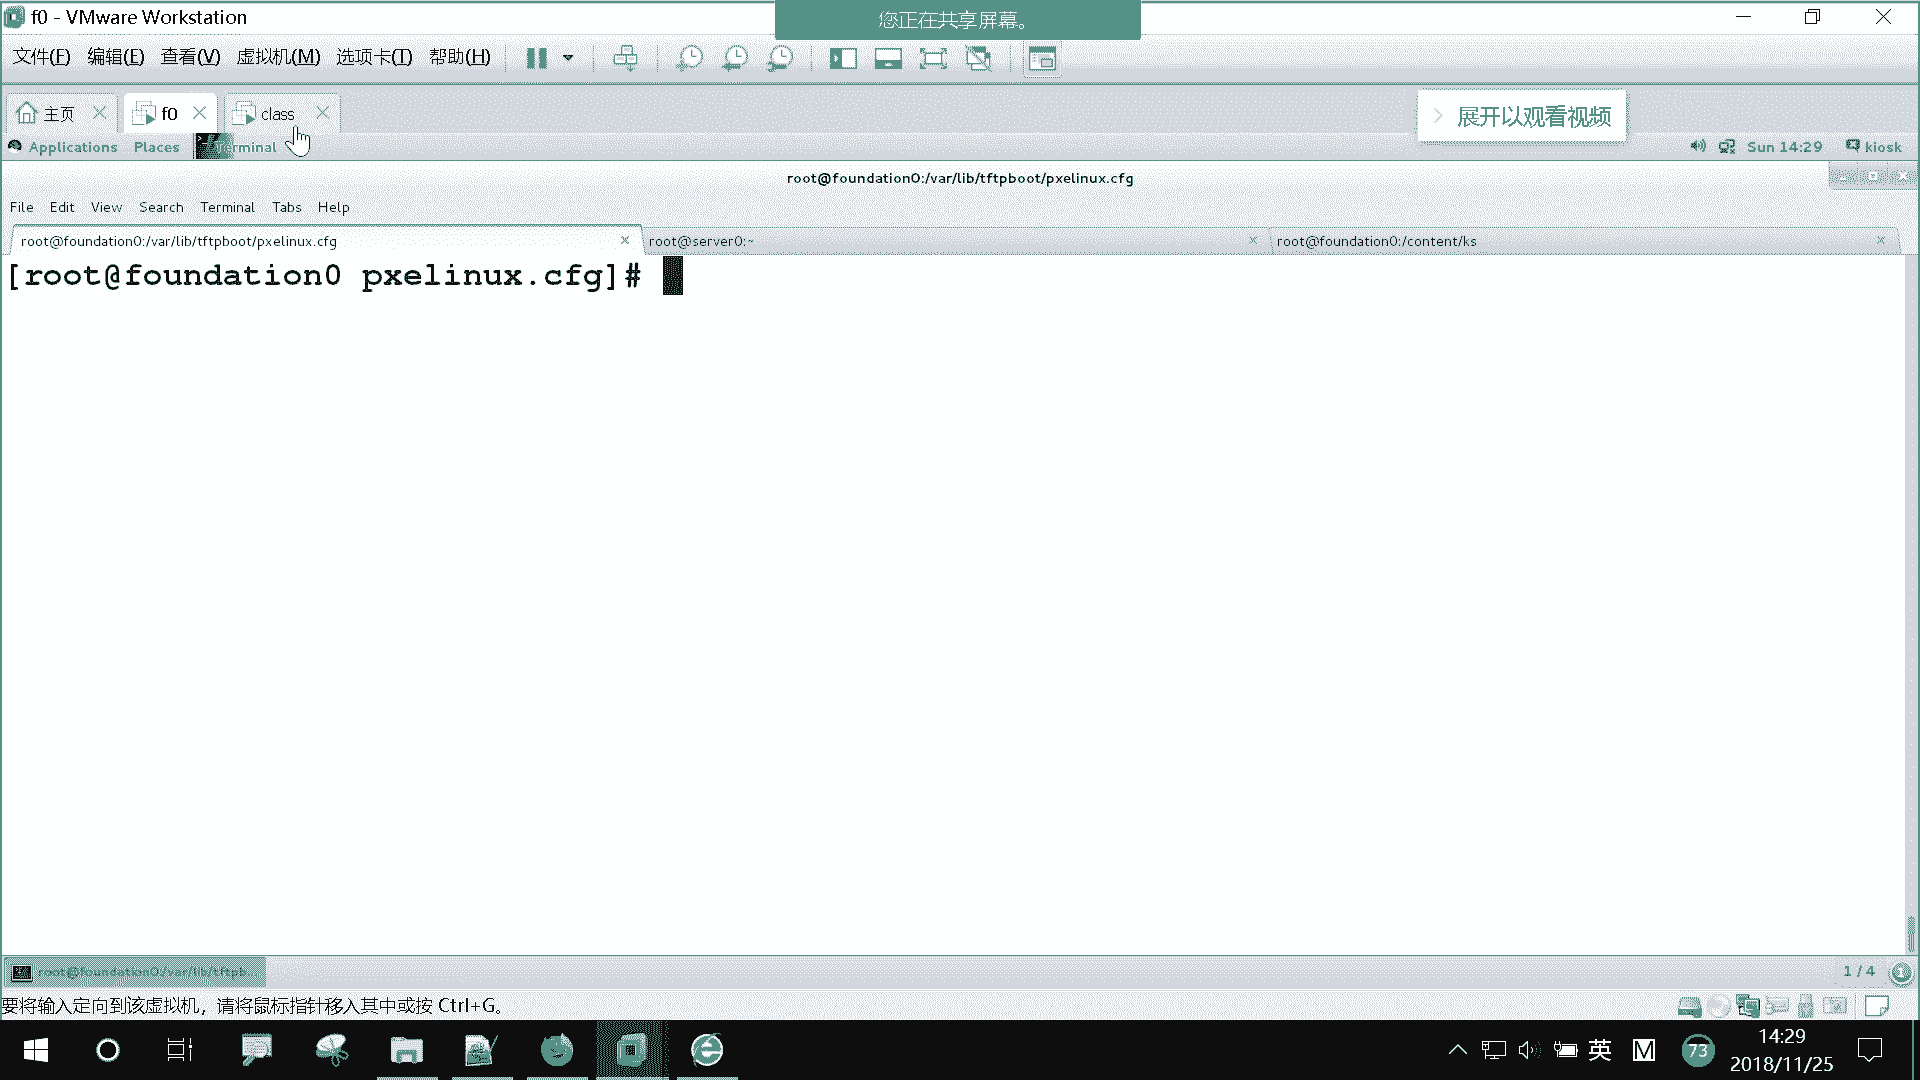 f0 - VMware Workstation
您正在共享屏幕。
文件(F) 编辑(E) 查看(V) 虚拟机(M) 选项卡(T) 帮助(H)
主页 f0 class
展开以观看视频
Applications Places Terminal Sun 14:29 kiosk
root@foundation0:/var/lib/tftpboot/pxelinux.cfg
File Edit View Search Terminal Tabs Help
root@foundation0:/var/lib/tftpboot/pxelinux.cfg root@server0:~ root@foundation0:/content/ks
[root@foundation0 pxelinux.cfg]#
root@foundation0:/var/lib/tftpb... 1 / 4
要将输入定向到该虚拟机，请将鼠标指针移入其中或按 Ctrl+G。
英 M 73 14:29
2018/11/25